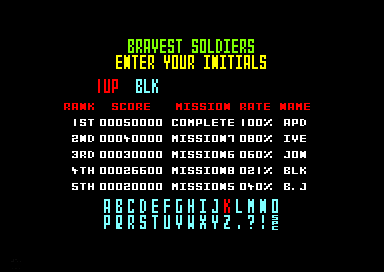 BRAVEST SOLDIERS
ENTER YOUR INITIALS
1UP BLK
RANK SCORE MISSION RATE NAME
1ST 00050000 COMPLETE 100% APD
2ND 00040000 MISSION7 080% IVE
3RD 00030000 MISSION6 060% JON
4TH 00026600 MISSION8 021% BLK
5TH 00020000 MISSION5 040% B.J
ABCDEFGHIJKLMNO
PQRSTUVWXYZ.?! SPE